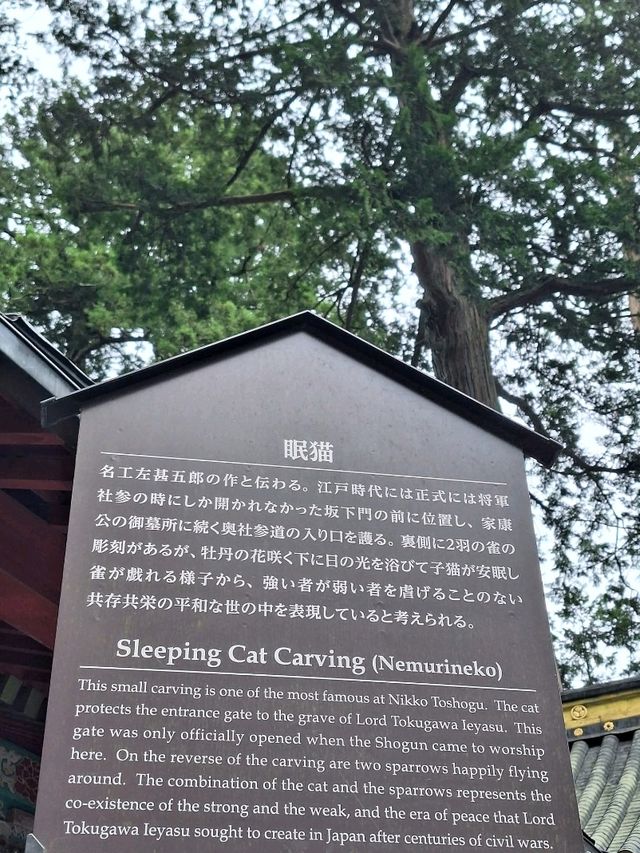 眠猫
名工左甚五郎の作と伝わる。江戸時代には正式には将軍
社参の時にしか開かれなかった坂下門の前に位置し、家康
公の御墓所に続く奥社参道の入り口を護る。裏側に2羽の雀の
彫刻があるが、牡丹の花咲く下に日の光を浴びて子猫が安眠し
雀が戯れる様子から、強い者が弱い者を虐げることのない
共存共栄の平和な世の中を表現していると考えられる。
Sleeping Cat Carving (Nemurineko)
This small carving is one of the most famous at Nikko Toshogu. The cat
protects the entrance gate to the grave of Lord Tokugawa Ieyasu. This
gate was only officially opened when the Shogun came to worship
here. On the reverse of the carving are two sparrows happily flying
around. The combination of the cat and the sparrows represents the
co-existence of the strong and the weak, and the era of peace that Lord
Tokugawa Ieyasu sought to create in Japan after centuries of civil wars.